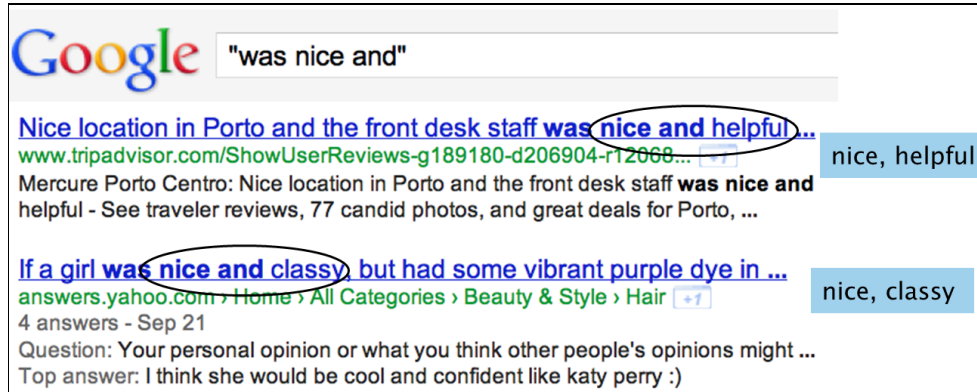 Google "was nice and"
Nice location in Porto and the front desk staff was nice and helpful ...
www.tripadvisor.com/ShowUserReviews-g189180-d206904-r12068... +1
nice, helpful
Mercure Porto Centro: Nice location in Porto and the front desk staff was nice and
helpful - See traveler reviews, 77 candid photos, and great deals for Porto, ...
If a girl was nice and classy, but had some vibrant purple dye in ...
answers.yahoo.com › Home › All Categories › Beauty & Style › Hair +1
nice, classy
4 answers - Sep 21
Question: Your personal opinion or what you think other people's opinions might ...
Top answer: I think she would be cool and confident like katy perry :)